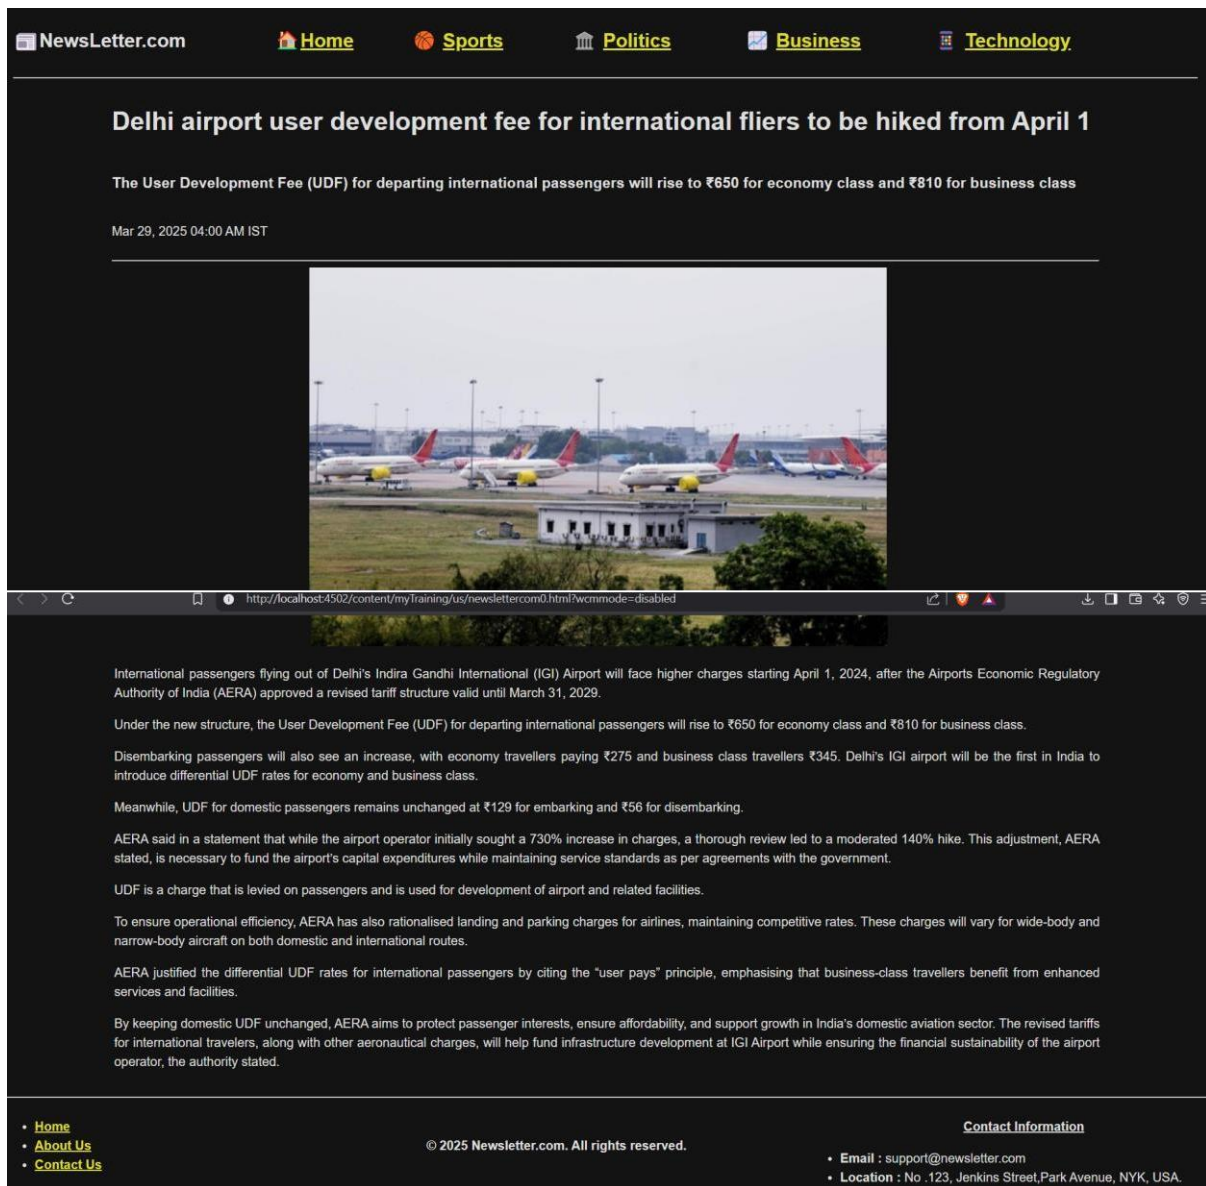 NewsLetter.com Home Sports Politics Business Technology
Delhi airport user development fee for international fliers to be hiked from April 1
The User Development Fee (UDF) for departing international passengers will rise to ₹650 for economy class and ₹810 for business class
Mar 29, 2025 04:00 AM IST
http://localhost:4502/content/myTraining/us/newslettercom0.html?wcmmode=disabled
International passengers flying out of Delhi's Indira Gandhi International (IGI) Airport will face higher charges starting April 1, 2024, after the Airports Economic Regulatory
Authority of India (AERA) approved a revised tariff structure valid until March 31, 2029.
Under the new structure, the User Development Fee (UDF) for departing international passengers will rise to ₹650 for economy class and ₹810 for business class.
Disembarking passengers will also see an increase, with economy travellers paying ₹275 and business class travellers ₹345. Delhi's IGI airport will be the first in India to
introduce differential UDF rates for economy and business class.
Meanwhile, UDF for domestic passengers remains unchanged at ₹129 for embarking and ₹56 for disembarking.
AERA said in a statement that while the airport operator initially sought a 730% increase in charges, a thorough review led to a moderated 140% hike. This adjustment, AERA
stated, is necessary to fund the airport's capital expenditures while maintaining service standards as per agreements with the government.
UDF is a charge that is levied on passengers and is used for development of airport and related facilities.
To ensure operational efficiency, AERA has also rationalised landing and parking charges for airlines, maintaining competitive rates. These charges will vary for wide-body and
narrow-body aircraft on both domestic and international routes.
AERA justified the differential UDF rates for international passengers by citing the “user pays” principle, emphasising that business-class travellers benefit from enhanced
services and facilities.
By keeping domestic UDF unchanged, AERA aims to protect passenger interests, ensure affordability, and support growth in India's domestic aviation sector. The revised tariffs
for international travelers, along with other aeronautical charges, will help fund infrastructure development at IGI Airport while ensuring the financial sustainability of the airport
operator, the authority stated.
• Home
• About Us
• Contact Us
© 2025 Newsletter.com. All rights reserved.
Contact Information
• Email : support@newsletter.com
• Location : No .123, Jenkins Street,Park Avenue, NYK, USA.